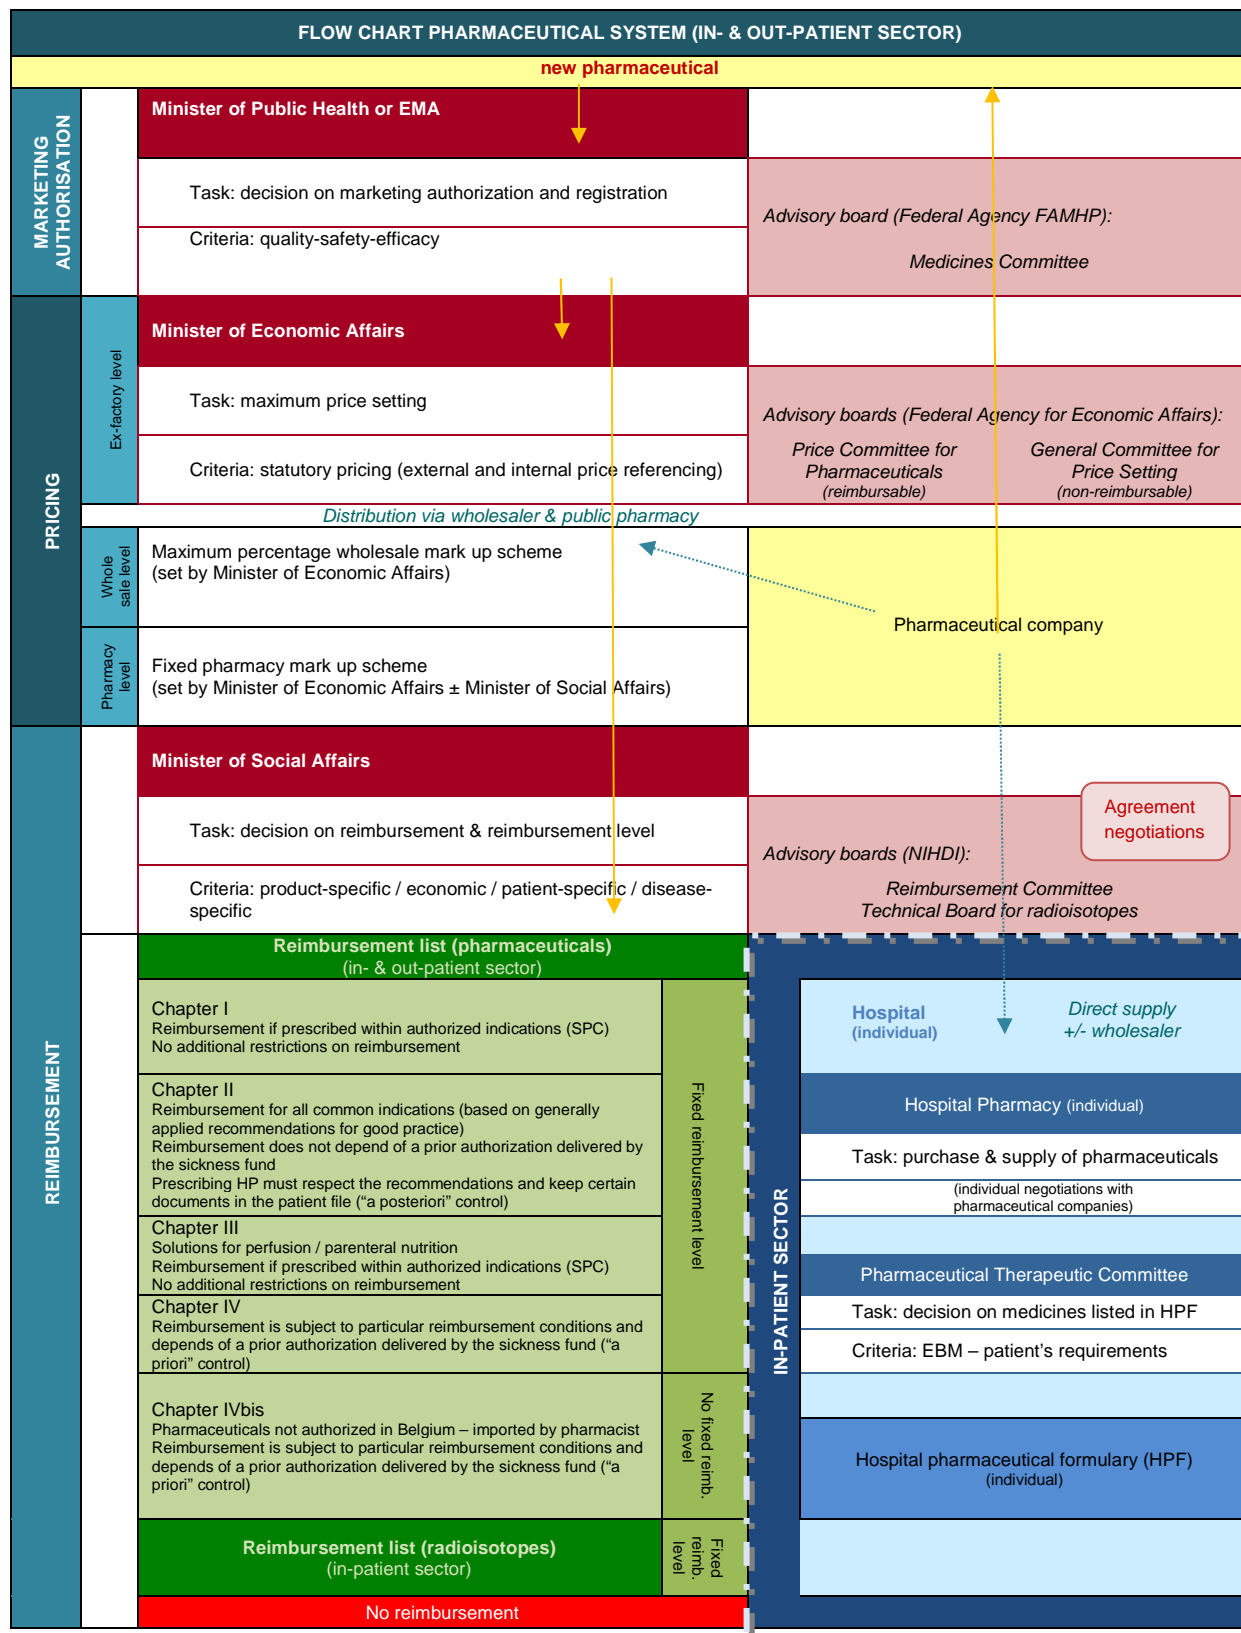 FLOW CHART PHARMACEUTICAL SYSTEM (IN- & OUT-PATIENT SECTOR)
new pharmaceutical
MARKETING
AUTHORISATION
Minister of Public Health or EMA
Task: decision on marketing authorization and registration
Criteria: quality-safety-efficacy
Advisory board (Federal Agency FAMHP):
Medicines Committee
PRICING
Ex-factory level
Minister of Economic Affairs
Task: maximum price setting
Criteria: statutory pricing (external and internal price referencing)
Advisory boards (Federal Agency for Economic Affairs):
Price Committee for
Pharmaceuticals
(reimbursable)
General Committee for
Price Setting
(non-reimbursable)
Distribution via wholesaler & public pharmacy
Whole
sale level
Maximum percentage wholesale mark up scheme
(set by Minister of Economic Affairs)
Pharmaceutical company
Pharmacy
level
Fixed pharmacy mark up scheme
(set by Minister of Economic Affairs ± Minister of Social Affairs)
REIMBURSEMENT
Minister of Social Affairs
Task: decision on reimbursement & reimbursement level
Criteria: product-specific / economic / patient-specific / disease-
specific
Agreement
negotiations
Advisory boards (NIHDI):
Reimbursement Committee
Technical Board for radioisotopes
Reimbursement list (pharmaceuticals)
(in- & out-patient sector)
Chapter I
Reimbursement if prescribed within authorized indications (SPC)
No additional restrictions on reimbursement
Chapter II
Reimbursement for all common indications (based on generally
applied recommendations for good practice)
Reimbursement does not depend of a prior authorization delivered by
the sickness fund
Prescribing HP must respect the recommendations and keep certain
documents in the patient file (“a posteriori” control)
Chapter III
Solutions for perfusion / parenteral nutrition
Reimbursement if prescribed within authorized indications (SPC)
No additional restrictions on reimbursement
Chapter IV
Reimbursement is subject to particular reimbursement conditions and
depends of a prior authorization delivered by the sickness fund (“a
priori” control)
Fixed reimbursement level
Chapter IVbis
Pharmaceuticals not authorized in Belgium – imported by pharmacist
Reimbursement is subject to particular reimbursement conditions and
depends of a prior authorization delivered by the sickness fund (“a
priori” control)
No fixed reimb.
level
Reimbursement list (radioisotopes)
(in-patient sector)
Fixed
reimb.
level
No reimbursement
IN-PATIENT SECTOR
Hospital
(individual)
Direct supply
+/- wholesaler
Hospital Pharmacy (individual)
Task: purchase & supply of pharmaceuticals
(individual negotiations with
pharmaceutical companies)
Pharmaceutical Therapeutic Committee
Task: decision on medicines listed in HPF
Criteria: EBM – patient’s requirements
Hospital pharmaceutical formulary (HPF)
(individual)